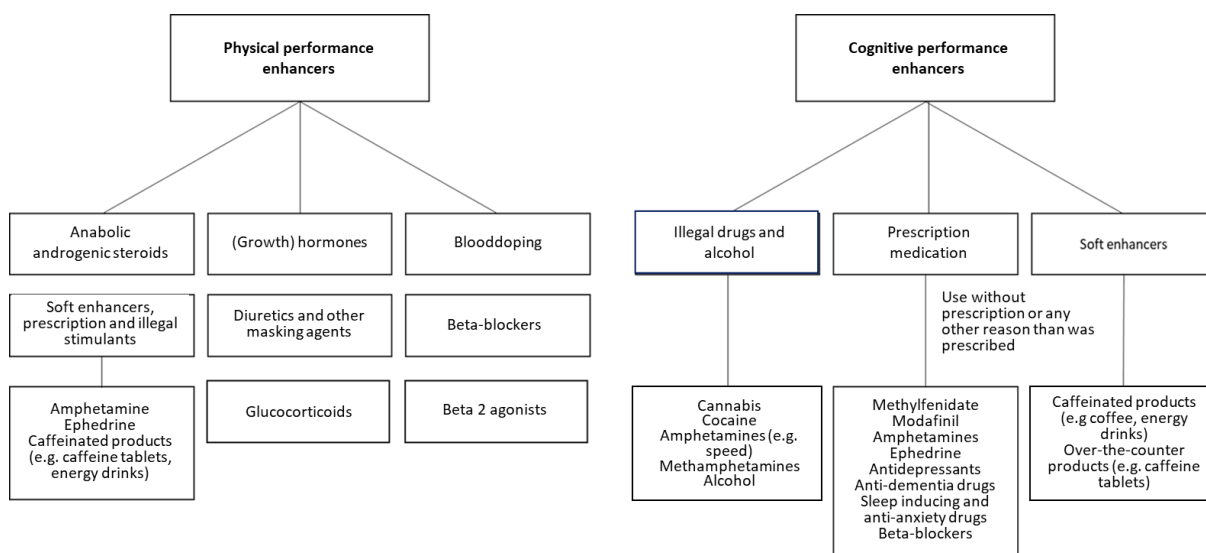 Physical performance
enhancers
Cognitive performance
enhancers
Anabolic
androgenic steroids
(Growth) hormones
Blooddoping
Soft enhancers,
prescription and illegal
stimulants
Diuretics and other
masking agents
Beta-blockers
Amphetamine
Ephedrine
Caffeinated products
(e.g. caffeine tablets,
energy drinks)
Glucocorticoids
Beta 2 agonists
Illegal drugs and
alcohol
Prescription
medication
Soft enhancers
Use without
prescription or any
other reason than was
prescribed
Cannabis
Cocaine
Amphetamines (e.g.
speed)
Methamphetamines
Alcohol
Methylfenidate
Modafinil
Amphetamines
Ephedrine
Antidepressants
Anti-dementia drugs
Sleep inducing and
anti-anxiety drugs
Beta-blockers
Caffeinated products
(e.g coffee, energy
drinks)
Over-the-counter
products (e.g. caffeine
tablets)